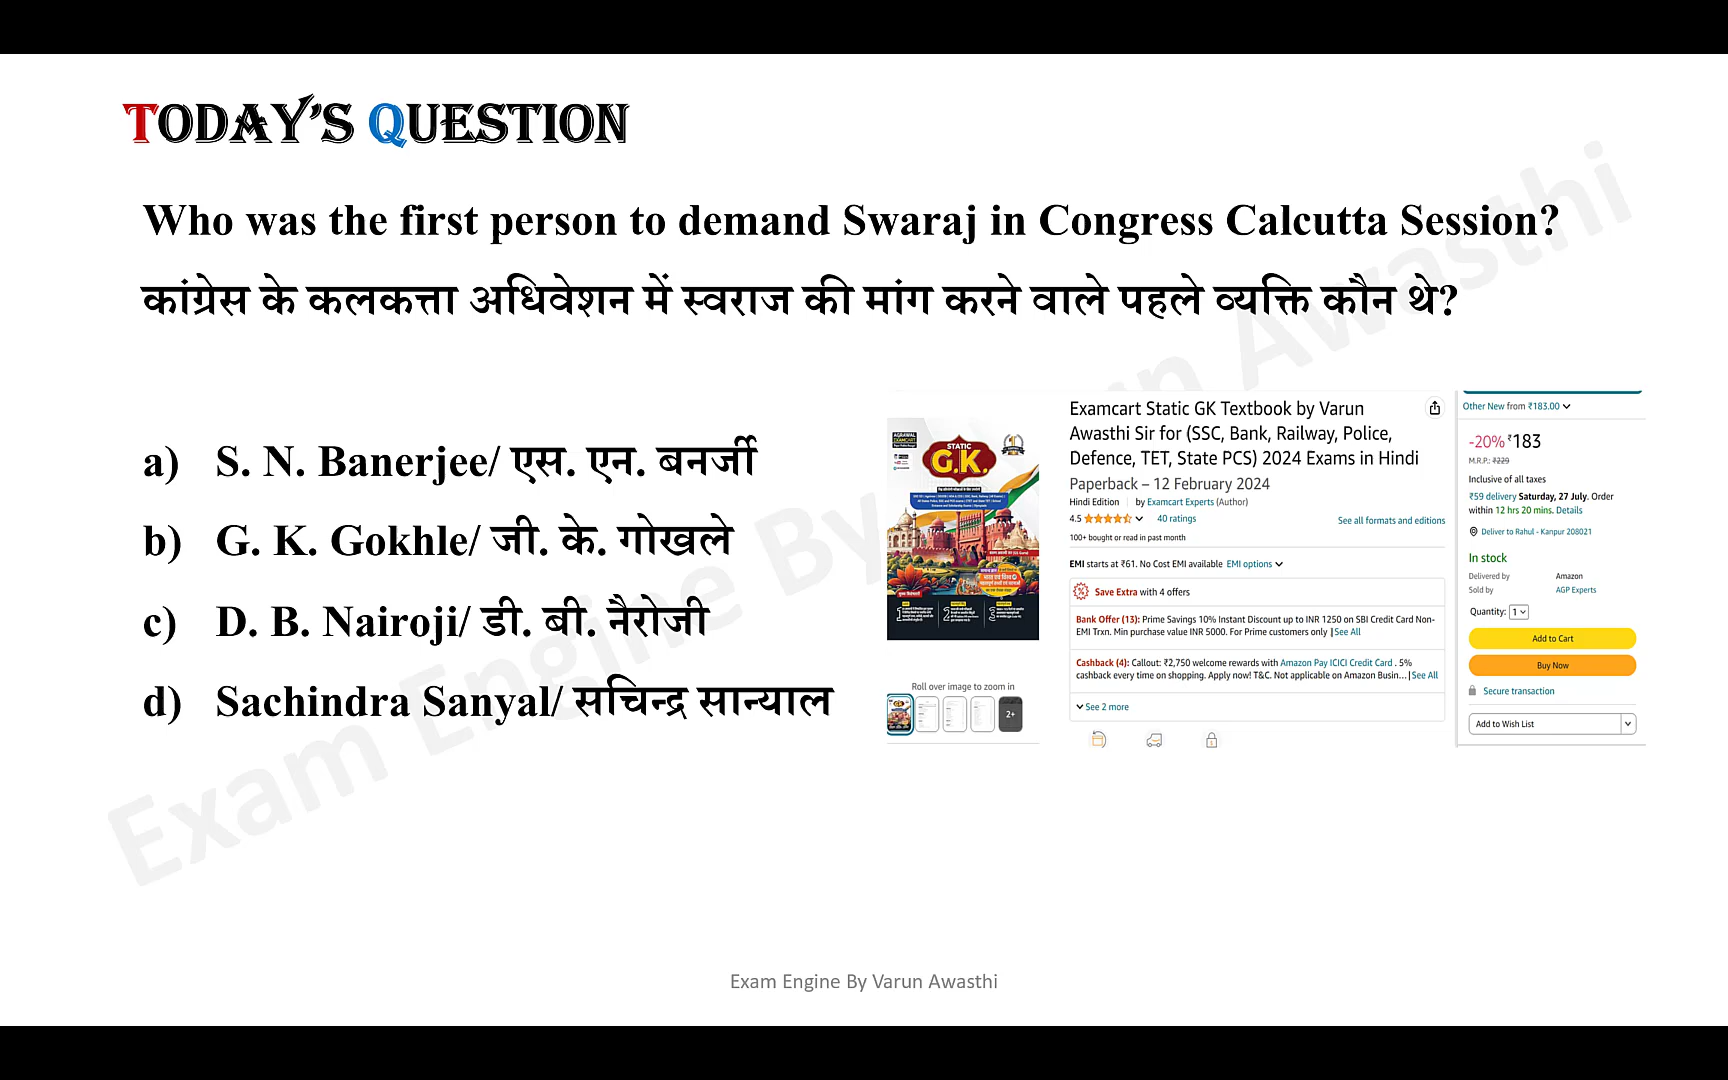 TODAY'S QUESTION
Who was the first person to demand Swaraj in Congress Calcutta Session?
कांग्रेस के कलकत्ता अधिवेशन में स्वराज की मांग करने वाले पहले व्यक्ति कौन थे?
a) S. N. Banerjee/ एस. एन. बनर्जी
b) G. K. Gokhle/ जी. के. गोखले
c) D. B. Nairoji/ डी. बी. नैरोजी
d) Sachindra Sanyal/ सचिन्द्र सान्याल
AGRAWAL
EXAMCART
STATIC
G.K.
Roll over image to zoom in
2+
Examcart Static GK Textbook by Varun
Awasthi Sir for (SSC, Bank, Railway, Police,
Defence, TET, State PCS) 2024 Exams in Hindi
Paperback – 12 February 2024
Hindi Edition by Examcart Experts (Author)
4.5 40 ratings
See all formats and editions
100+ bought or read in past month
EMI starts at ₹61. No Cost EMI available EMI options
Save Extra with 4 offers
Bank Offer (13): Prime Savings 10% Instant Discount up to INR 1250 on SBI Credit Card Non-
EMI Trxn. Min purchase value INR 5000. For Prime customers only | See All
Cashback (4): Callout: ₹2,750 welcome rewards with Amazon Pay ICICI Credit Card . 5%
cashback every time on shopping. Apply now! T&C. Not applicable on Amazon Busin... | See All
See 2 more
Other New from ₹183.00
-20% ₹183
M.R.P.: ₹229
Inclusive of all taxes
₹59 delivery Saturday, 27 July. Order
within 12 hrs 20 mins. Details
Deliver to Rahul - Kanpur 208021
In stock
Delivered by Amazon
Sold by AGP Experts
Quantity: 1
Add to Cart
Buy Now
Secure transaction
Add to Wish List
Exam Engine By Varun Awasthi
Exam Engine By Varun Awasthi